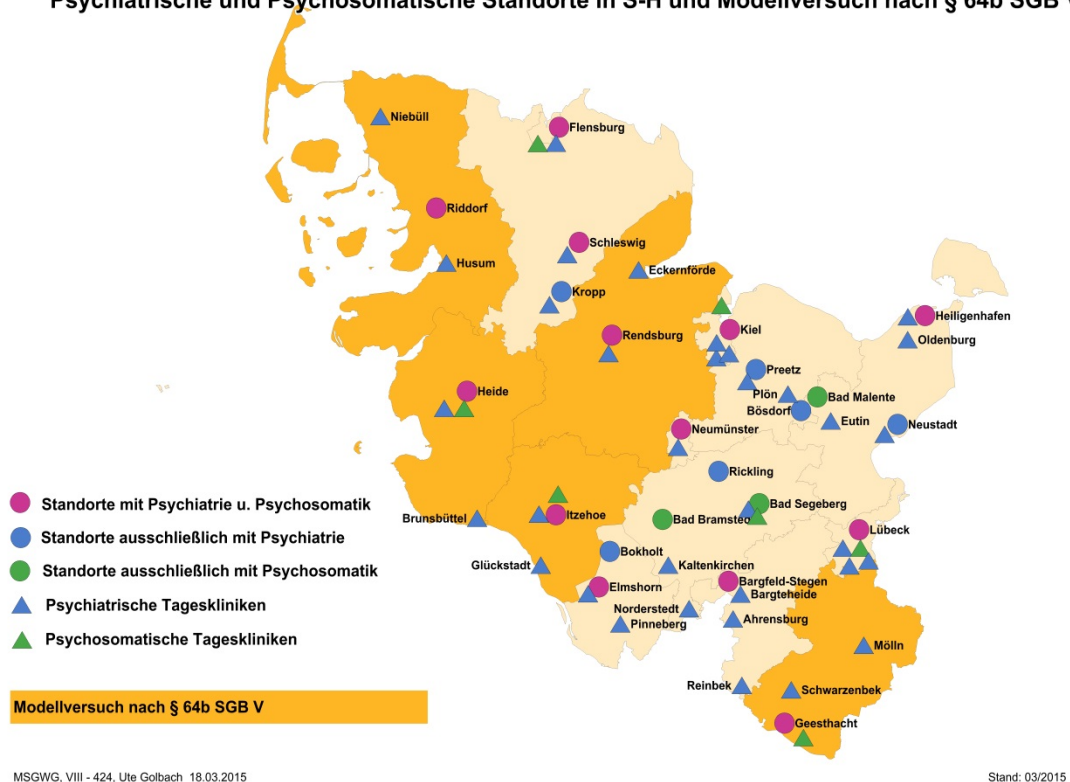 Psychiatrische und Psychosomatische Standorte in S-H und Modellversuch nach § 64b SGB V
Niebüll
Flensburg
Riddorf
Schleswig
Husum
Eckernförde
Kropp
Heiligenhafen
Kiel
Rendsburg
Oldenburg
Preetz
Heide
Plön
Bad Malente
Bösdorf
Eutin
Neustadt
Neumünster
Rickling
Standorte mit Psychiatrie u. Psychosomatik
Bad Segeberg
Brunsbüttel
Itzehoe
Bad Bramsted
Lübeck
Standorte ausschließlich mit Psychiatrie
Bokholt
Glückstadt
Kaltenkirchen
Standorte ausschließlich mit Psychosomatik
Elmshorn
Bargfeld-Stegen
Bargteheide
Psychiatrische Tageskliniken
Norderstedt
Pinneberg
Ahrensburg
Psychosomatische Tageskliniken
Mölln
Reinbek
Schwarzenbek
Modellversuch nach § 64b SGB V
Geesthacht
MSGWG, VIII - 424, Ute Golbach 18.03.2015
Stand: 03/2015